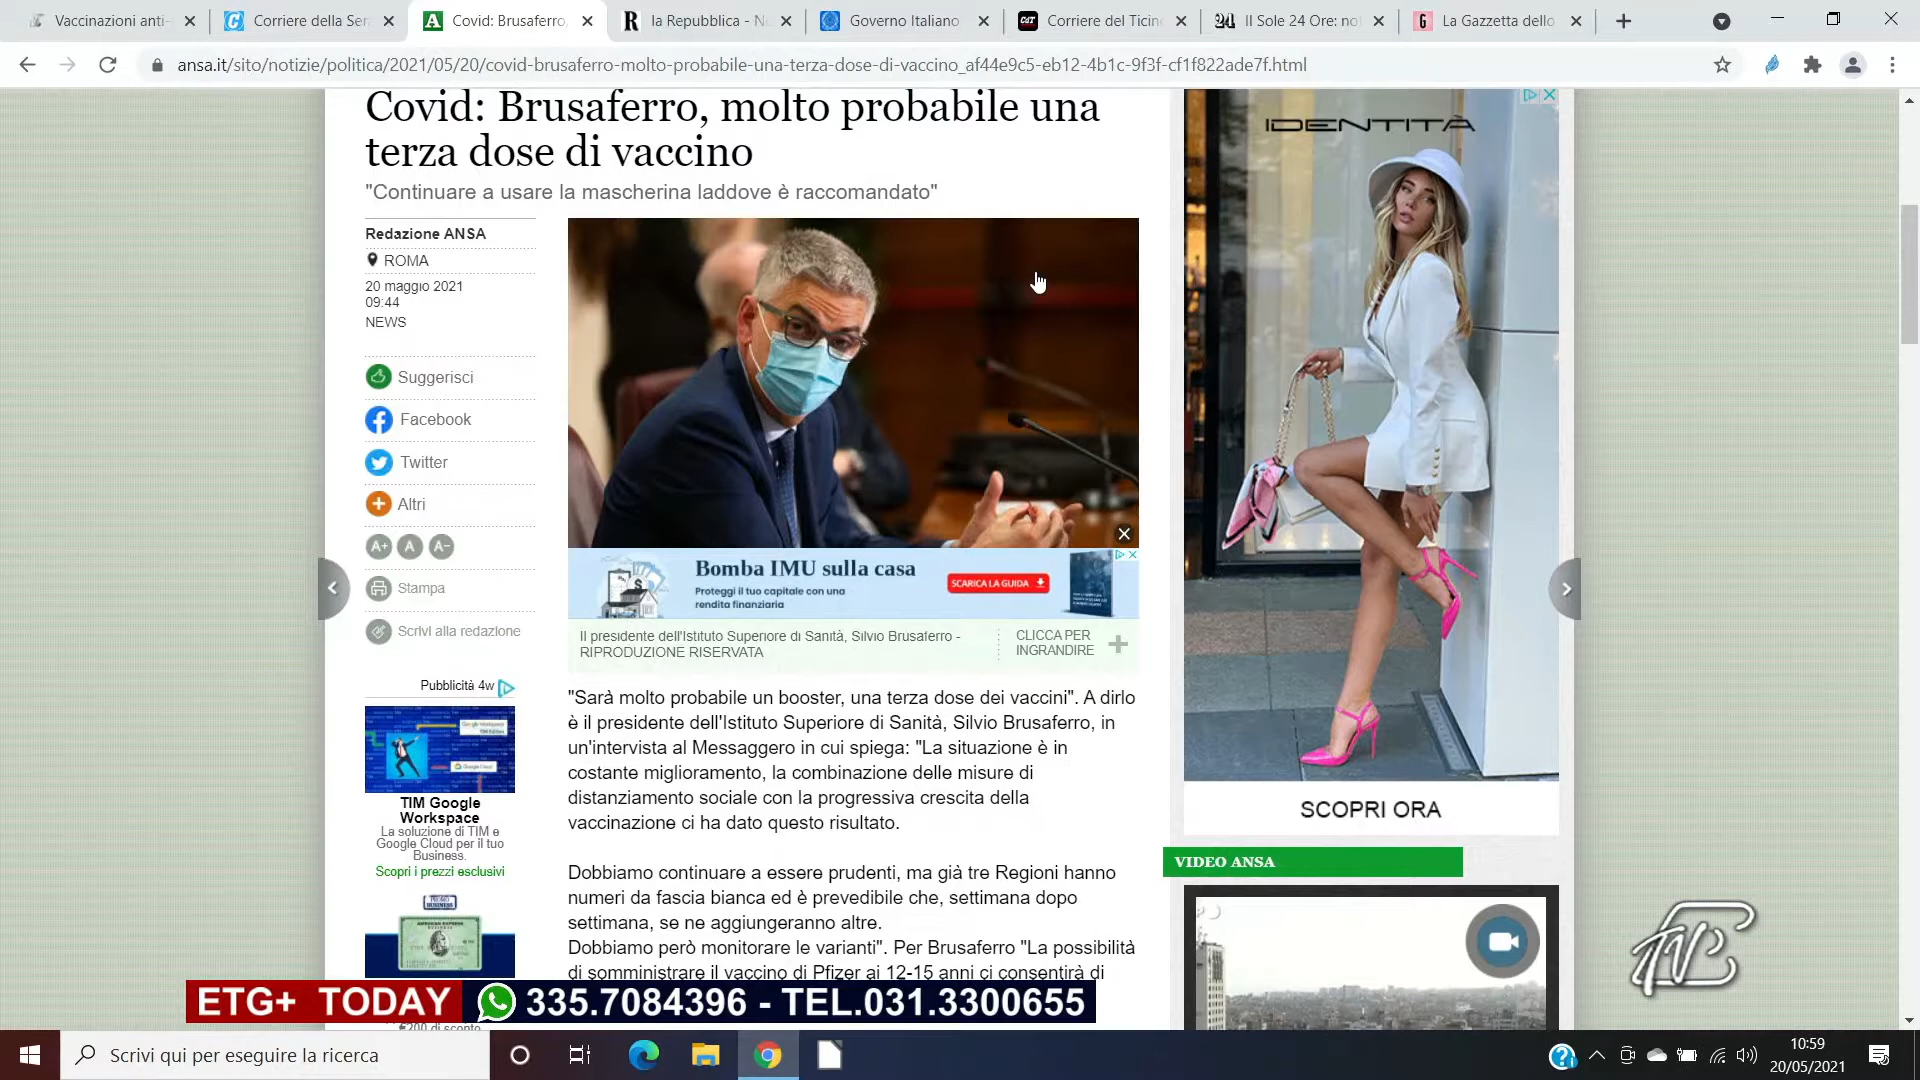 Vaccinazioni anti-
Corriere della Ser
Covid: Brusaferro,
la Repubblica - Nu
Governo Italiano
Corriere del Ticin
Il Sole 24 Ore: no
La Gazzetta dello
ansa.it/sito/notizie/politica/2021/05/20/covid-brusaferro-molto-probabile-una-terza-dose-di-vaccino_af44e9c5-eb12-4b1c-9f3f-cf1f822ade7f.html
Covid: Brusaferro, molto probabile una
terza dose di vaccino
"Continuare a usare la mascherina laddove è raccomandato"
Redazione ANSA
ROMA
20 maggio 2021
09:44
NEWS
Suggerisci
Facebook
Twitter
Altri
A+ A A-
Stampa
Scrivi alla redazione
Pubblicità 4w
TIM Google
Workspace
La soluzione di TIM e
Google Cloud per il tuo
Business.
Scopri i prezzi esclusivi
€200 di sconto
Bomba IMU sulla casa
Proteggi il tuo capitale con una
rendita finanziaria
SCARICA LA GUIDA
Il presidente dell'Istituto Superiore di Sanità, Silvio Brusaferro -
RIPRODUZIONE RISERVATA
CLICCA PER
INGRANDIRE
"Sarà molto probabile un booster, una terza dose dei vaccini". A dirlo
è il presidente dell'Istituto Superiore di Sanità, Silvio Brusaferro, in
un'intervista al Messaggero in cui spiega: "La situazione è in
costante miglioramento, la combinazione delle misure di
distanziamento sociale con la progressiva crescita della
vaccinazione ci ha dato questo risultato.
Dobbiamo continuare a essere prudenti, ma già tre Regioni hanno
numeri da fascia bianca ed è prevedibile che, settimana dopo
settimana, se ne aggiungeranno altre.
Dobbiamo però monitorare le varianti". Per Brusaferro "La possibilità
di somministrare il vaccino di Pfizer ai 12-15 anni ci consentirà di
IDENTITÀ
SCOPRI ORA
VIDEO ANSA
ETG+ TODAY 335.7084396 - TEL.031.3300655
Scrivi qui per eseguire la ricerca
10:59
20/05/2021